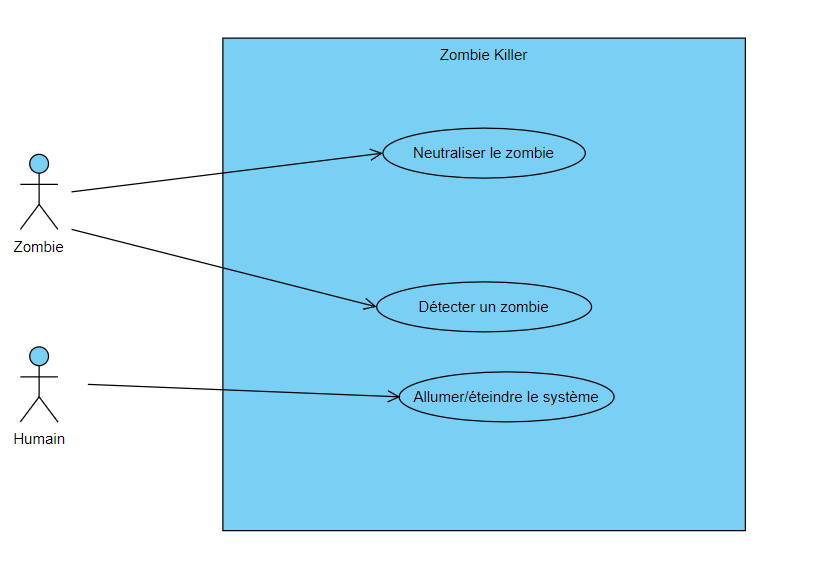 Zombie Killer
Neutraliser le zombie
Zombie
Détecter un zombie
Allumer/éteindre le système
Humain